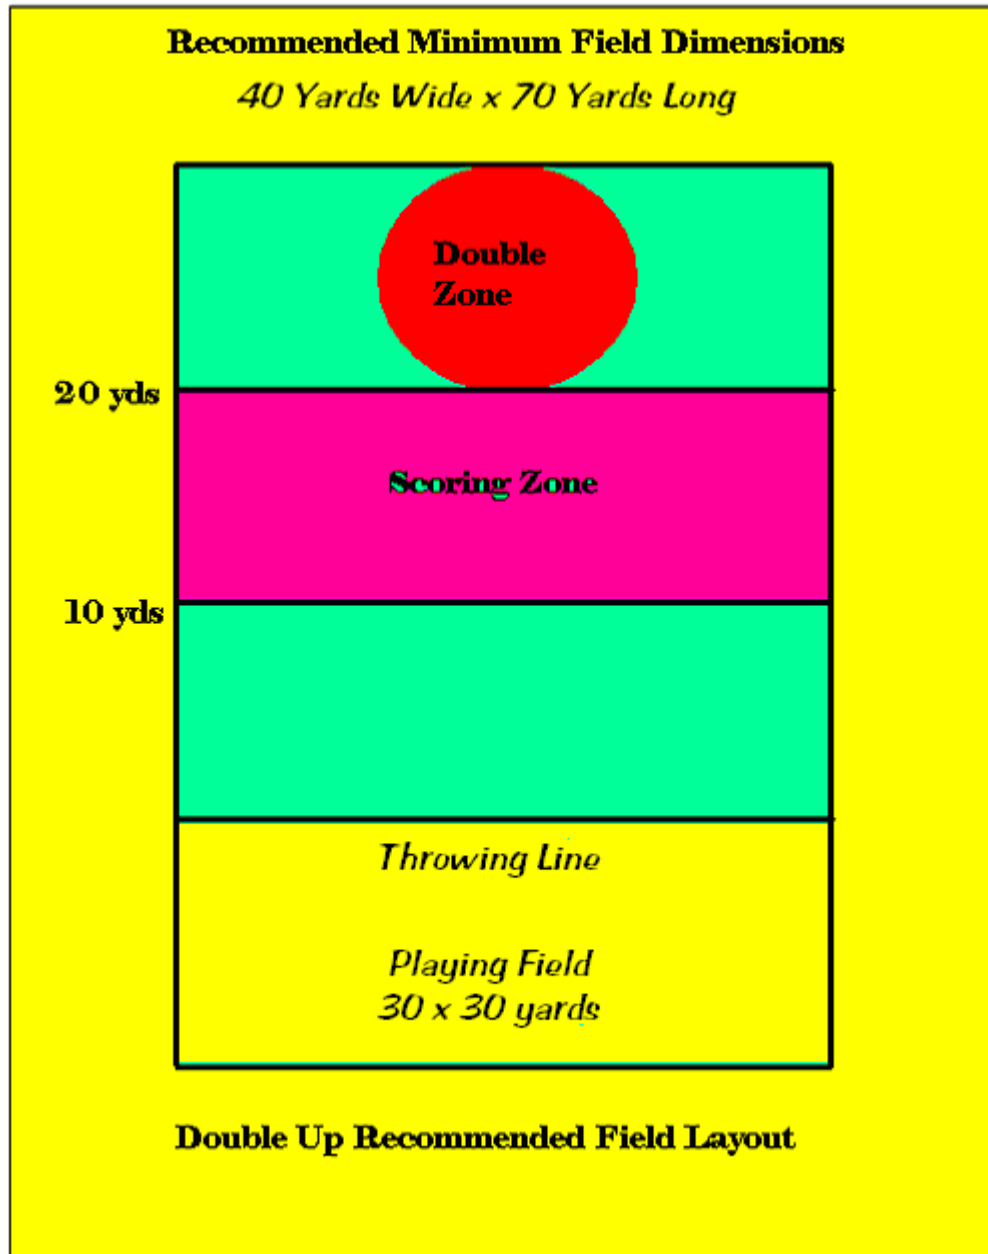 Recommended Minimum Field Dimensions
40 Yards Wide x 70 Yards Long
Double
Zone
20 yds
Scoring Zone
10 yds
Throwing Line
Playing Field
30 x 30 yards
Double Up Recommended Field Layout